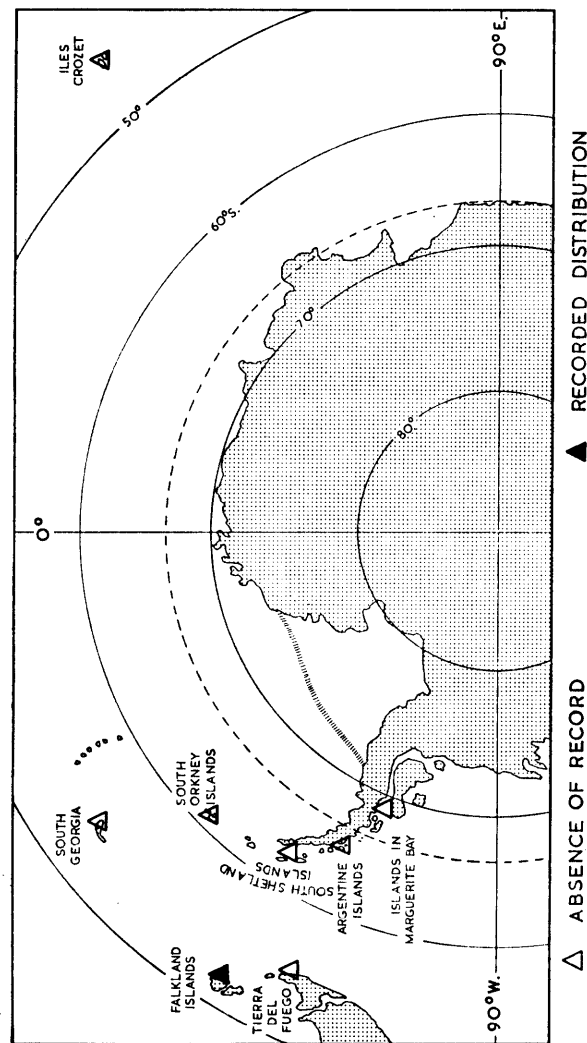 0°
ILES
CROZET
50°
60°S.
70°
80°
SOUTH
GEORGIA
SOUTH
ORKNEY
ISLANDS
FALKLAND
ISLANDS
SOUTH SHETLAND
ISLANDS
TIERRA
DEL
FUEGO
ARGENTINE
ISLANDS
ISLANDS IN
MARGUERITE BAY
90°W.
90°E.
ABSENCE OF RECORD
RECORDED DISTRIBUTION